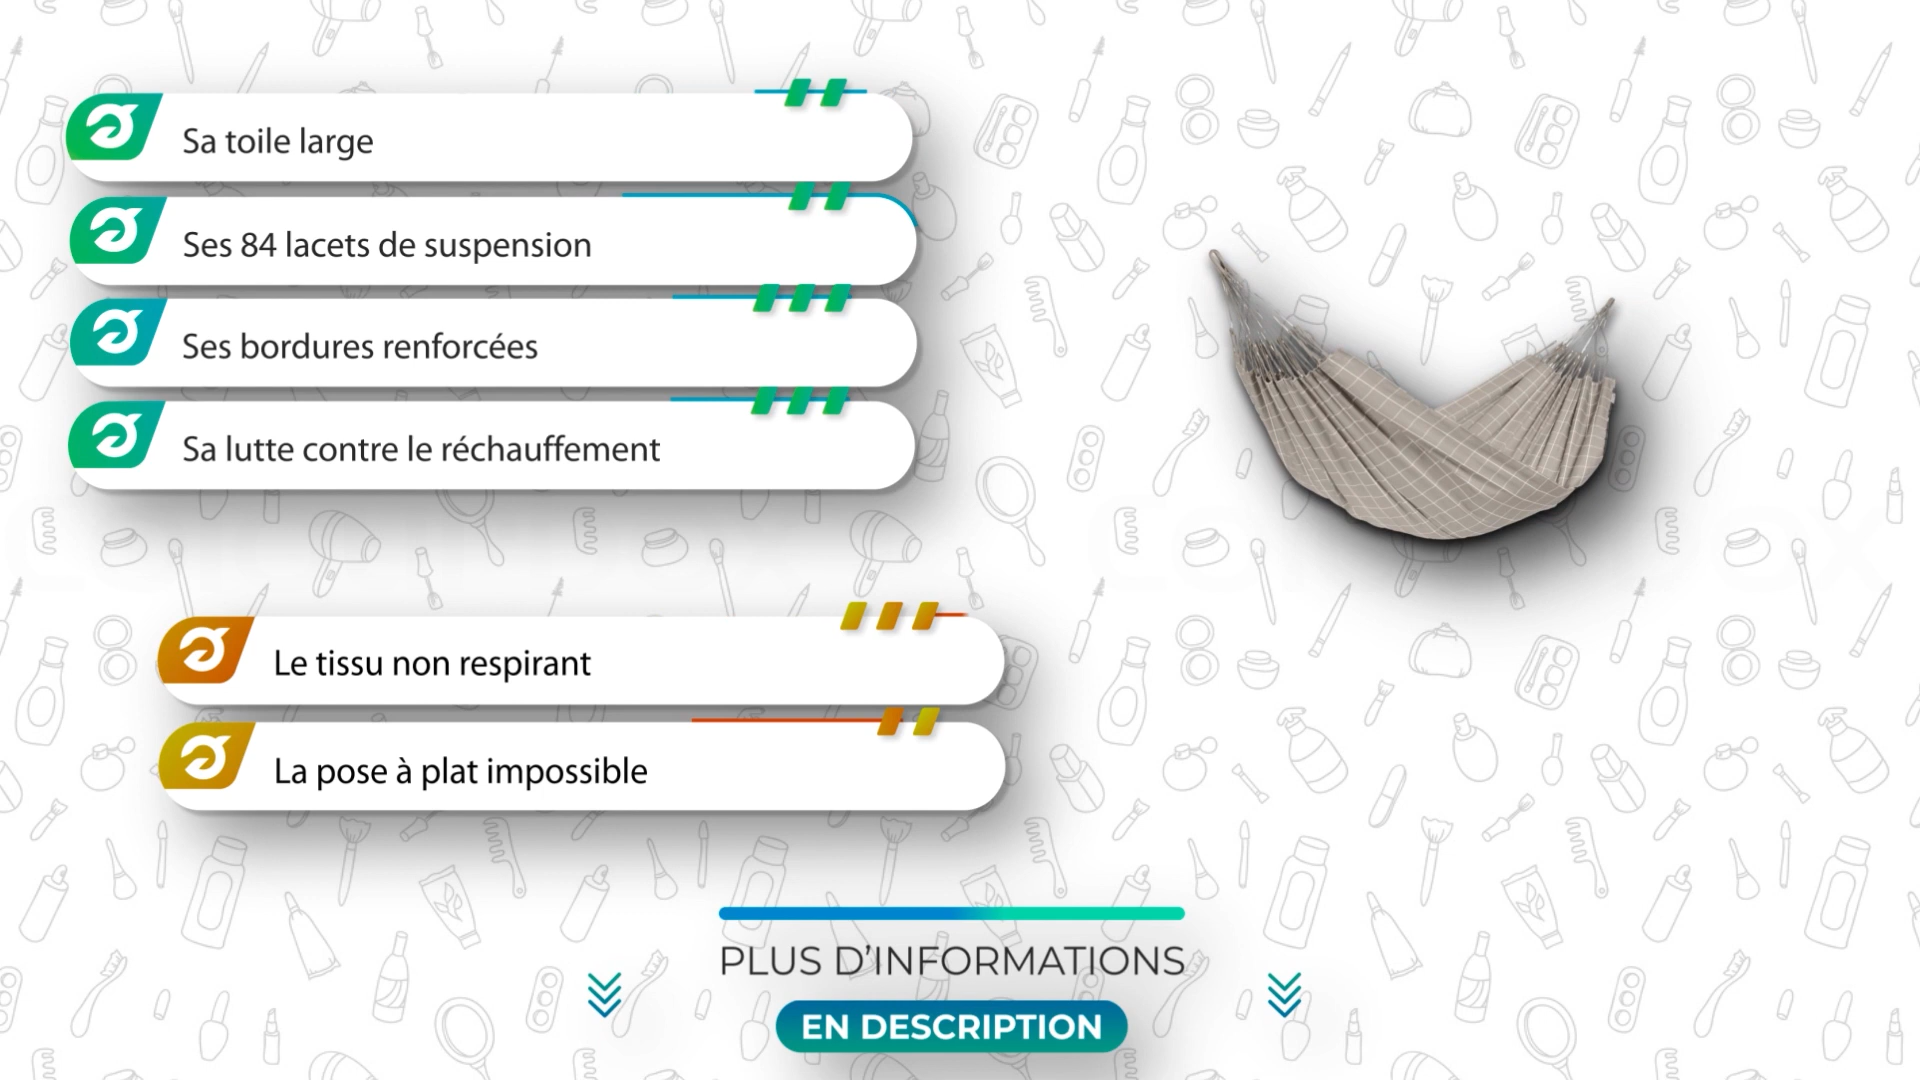 Sa toile large
Ses 84 lacets de suspension
Ses bordures renforcées
Sa lutte contre le réchauffement
Le tissu non respirant
La pose à plat impossible
PLUS D’INFORMATIONS
EN DESCRIPTION